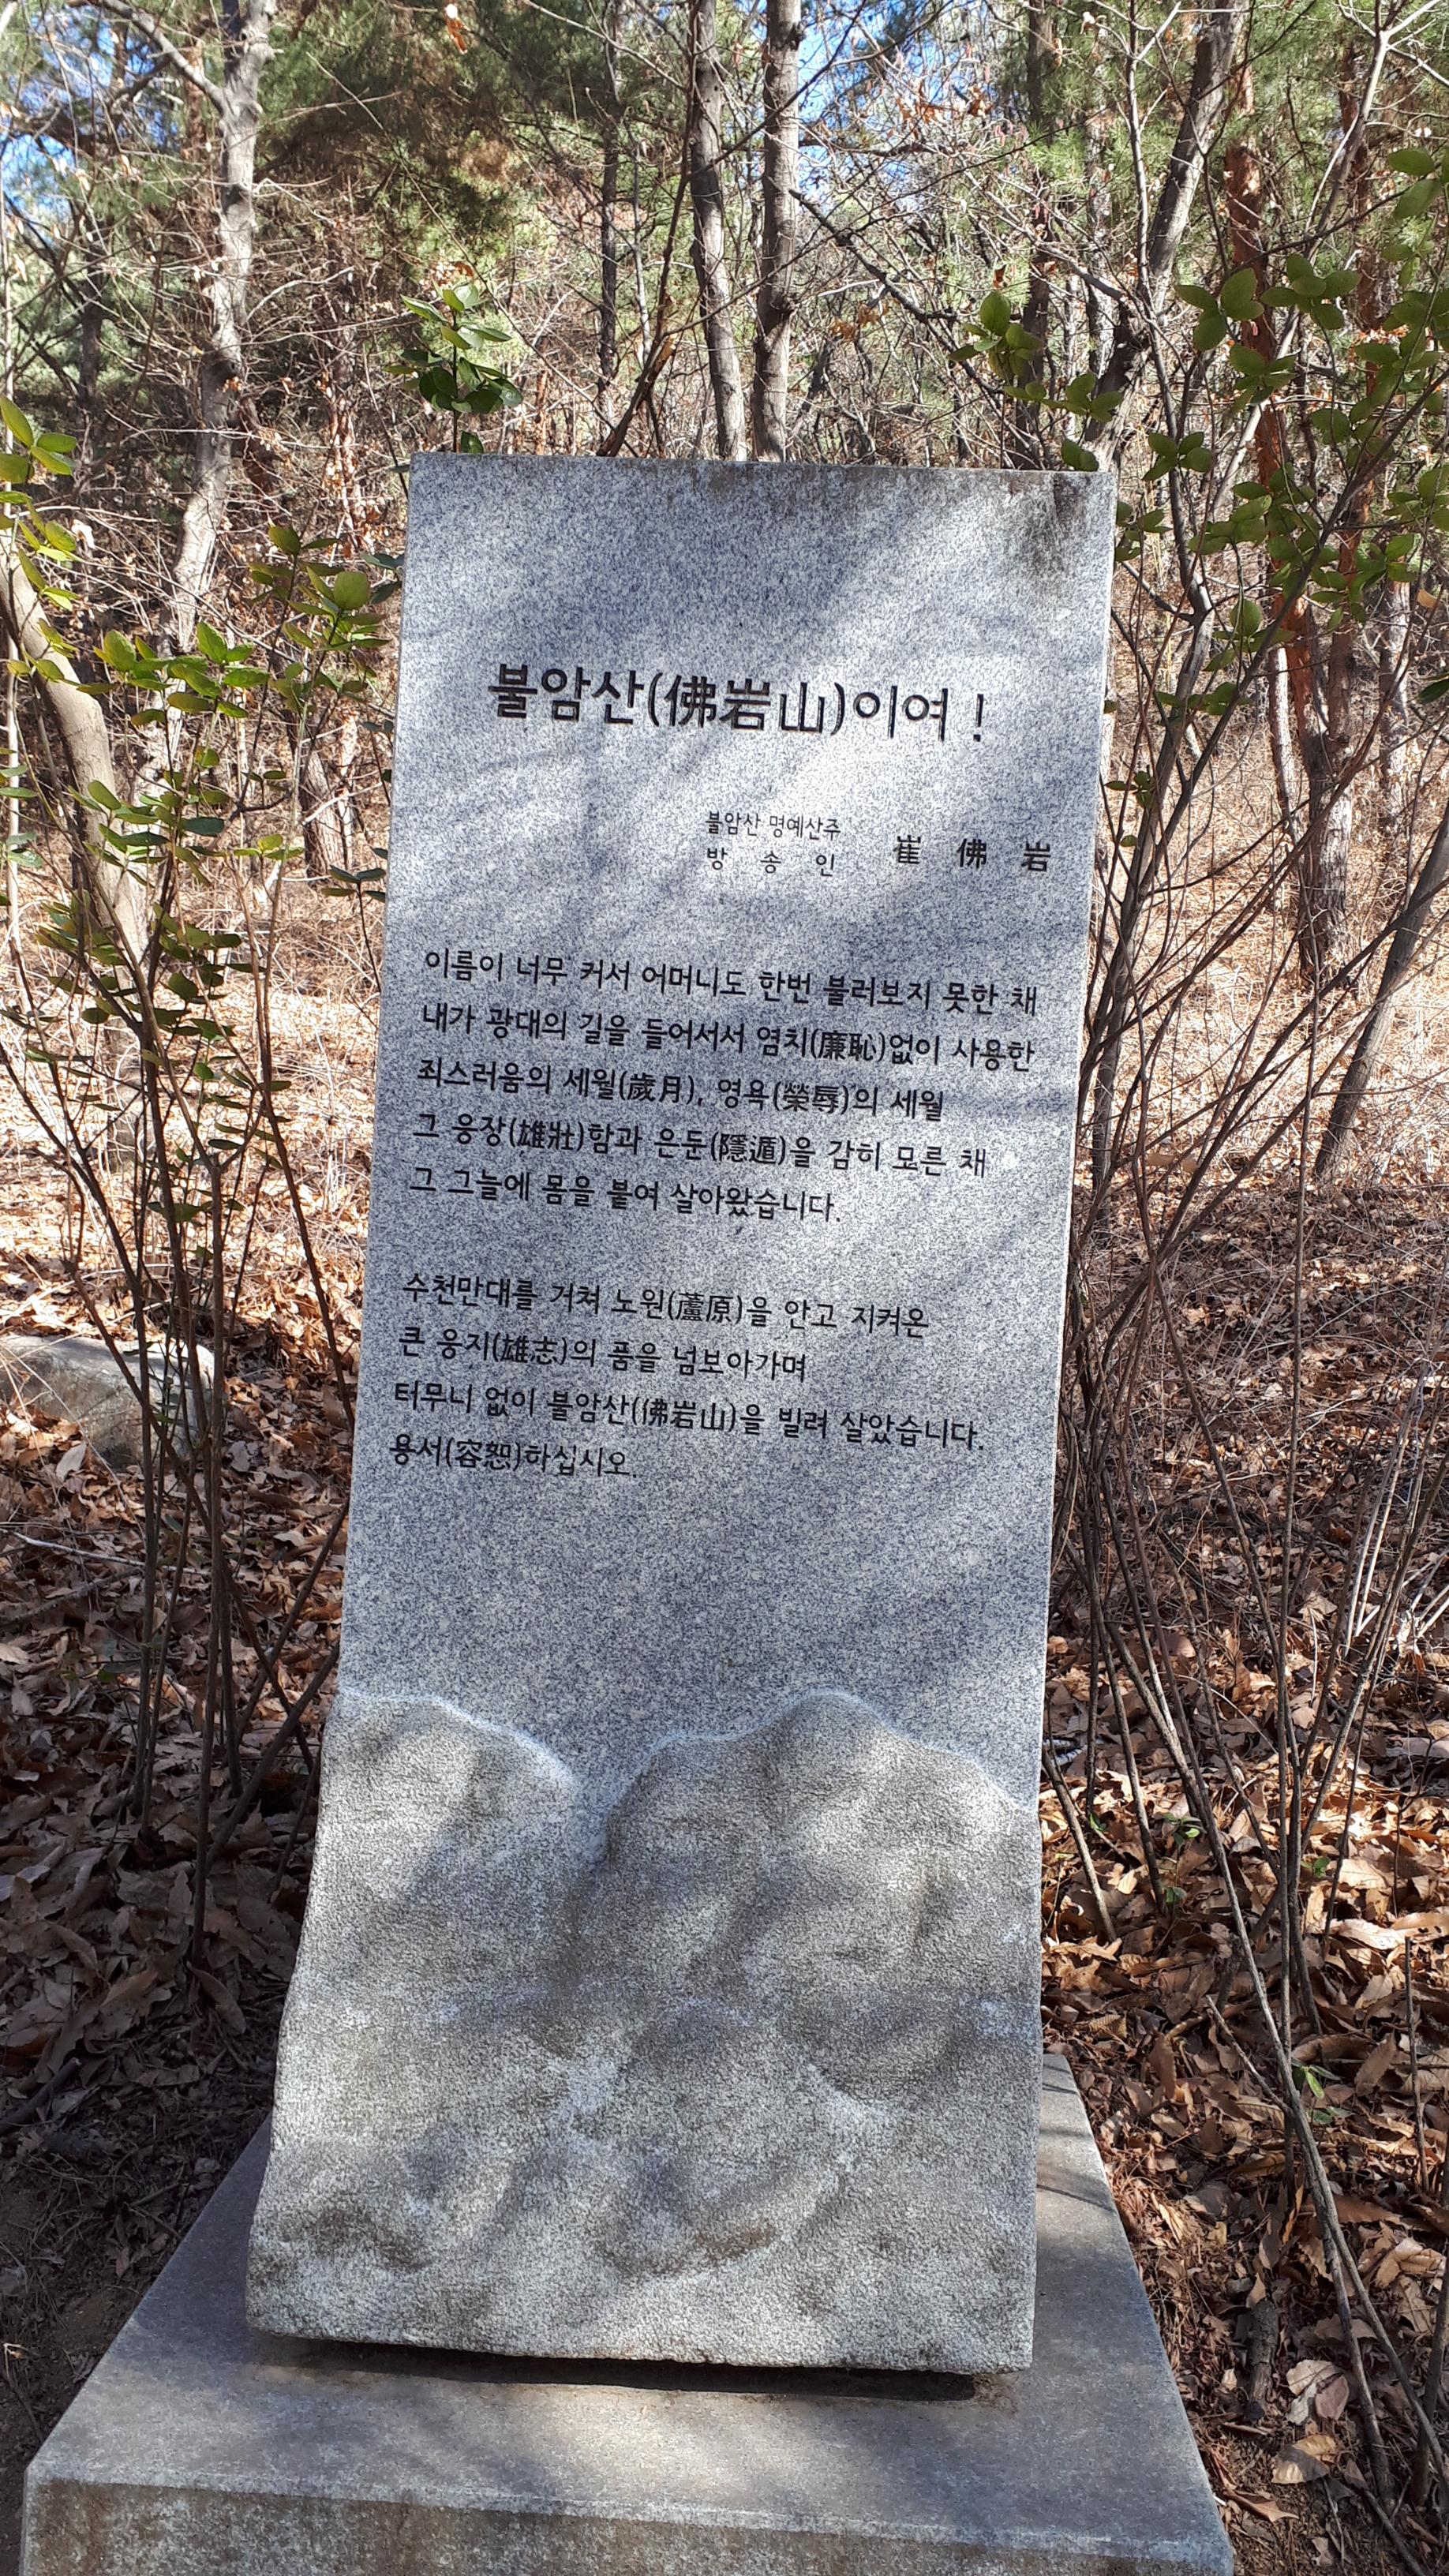 불암산(佛岩山)이여 !
불암산 명예산주
방 송 인 崔 佛 岩
이름이 너무 커서 어머니도 한번 불러보지 못한 채
내가 광대의 길을 들어서서 염치(廉恥)없이 사용한
죄스러움의 세월(歲月), 영욕(榮辱)의 세월
그 웅장(雄壯)함과 은둔(隱遁)을 감히 모른 채
그 그늘에 몸을 붙여 살아왔습니다.
수천만대를 거쳐 노원(蘆原)을 안고 지켜온
큰 웅지(雄志)의 품을 넘보아가며
터무니 없이 불암산(佛岩山)을 빌려 살았습니다.
용서(容恕)하십시오.